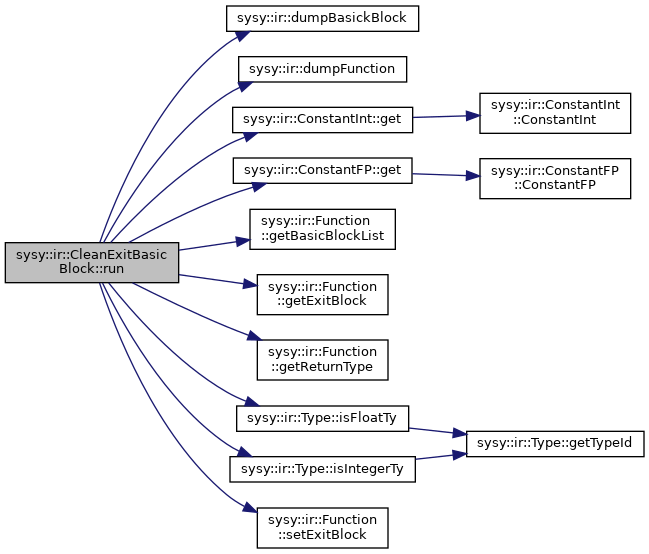 sysy::ir::dumpBasickBlock
sysy::ir::dumpFunction
sysy::ir::ConstantInt::get
sysy::ir::ConstantInt
::ConstantInt
sysy::ir::ConstantFP::get
sysy::ir::ConstantFP
::ConstantFP
sysy::ir::Function
::getBasicBlockList
sysy::ir::CleanExitBasic
Block::run
sysy::ir::Function
::getExitBlock
sysy::ir::Function
::getReturnType
sysy::ir::Type::isFloatTy
sysy::ir::Type::getTypeId
sysy::ir::Type::isIntegerTy
sysy::ir::Function
::setExitBlock